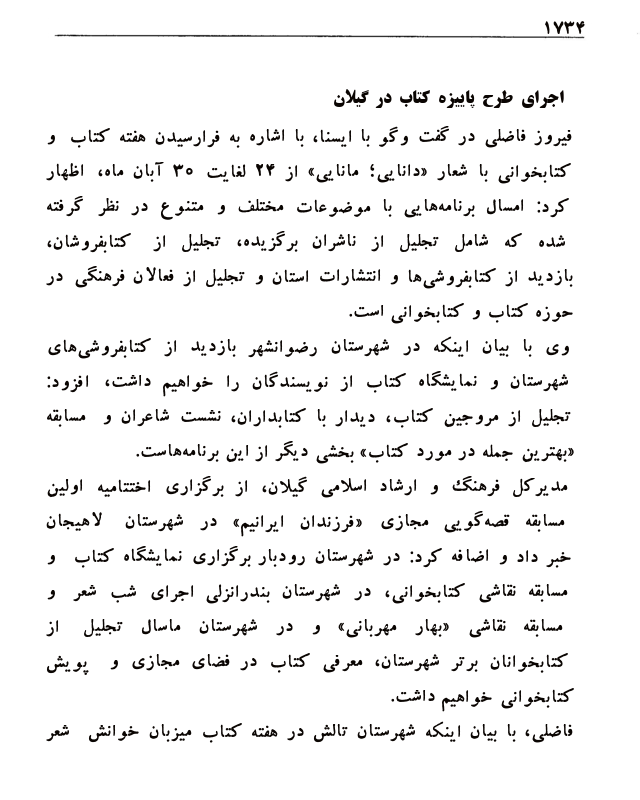 ۱۷۳۴
اجرای طرح پاییزه کتاب در گیلان
فیروز فاضلی در گفت وگو با ایسنا، با اشاره به فرارسیدن هفته کتاب و
کتابخوانی با شعار «دانایی؛ مانایی» از ۲۴ لغایت ۳۰ آبان ماه، اظهار
کرد: امسال برنامه‌هایی با موضوعات مختلف و متنوع در نظر گرفته
شده که شامل تجلیل از ناشران برگزیده، تجلیل از کتابفروشان،
بازدید از کتابفروشی‌ها و انتشارات استان و تجلیل از فعالان فرهنگی در
حوزه کتاب و کتابخوانی است.
وی با بیان اینکه در شهرستان رضوانشهر بازدید از کتابفروشی‌های
شهرستان و نمایشگاه کتاب از نویسندگان را خواهیم داشت، افزود:
تجلیل از مروجین کتاب، دیدار با کتابداران، نشست شاعران و مسابقه
«بهترین جمله در مورد کتاب» بخشی دیگر از این برنامه‌هاست.
مدیرکل فرهنگ و ارشاد اسلامی گیلان، از برگزاری اختتامیه اولین
مسابقه قصه‌گویی مجازی «فرزندان ایرانیم» در شهرستان لاهیجان
خبر داد و اضافه کرد: در شهرستان رودبار برگزاری نمایشگاه کتاب و
مسابقه نقاشی کتابخوانی، در شهرستان بندرانزلی اجرای شب شعر و
مسابقه نقاشی «بهار مهربانی» و در شهرستان ماسال تجلیل از
کتابخوانان برتر شهرستان، معرفی کتاب در فضای مجازی و پویش
کتابخوانی خواهیم داشت.
فاضلی، با بیان اینکه شهرستان تالش در هفته کتاب میزبان خوانش شعر